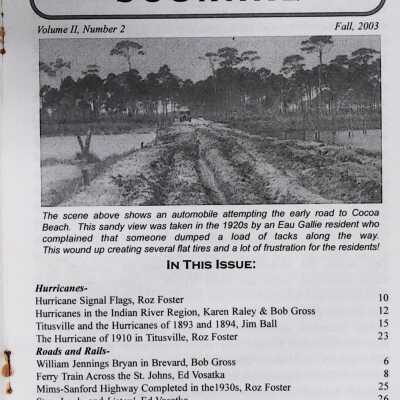 Volume II, Number 2 Fall, 2003
The scene above shows an automobile attempting the early road to Cocoa
Beach. This sandy view was taken in the 1920s by an Eau Gallie resident who
complained that someone dumped a load of tacks along the way.
This wound up creating several flat tires and a lot of frustration for the residents!
IN THIS ISSUE:
Hurricanes-
Hurricane Signal Flags, Roz Foster 10
Hurricanes in the Indian River Region, Karen Raley & Bob Gross 12
Titusville and the Hurricanes of 1893 and 1894, Jim Ball 15
The Hurricane of 1910 in Titusville, Roz Foster 23
Roads and Rails-
William Jennings Bryan in Brevard, Bob Gross 6
Ferry Train Across the St. Johns, Ed Vosatka 8
Mims-Sanford Highway Completed in the1930s, Roz Foster 25
Ed Vosatka 26